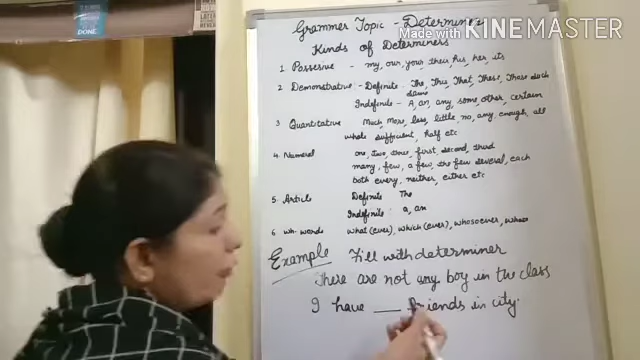 Grammer Topic - Determiners
Made with KINEMASTER
Kinds of Determiners
1 Possesive - my, our, your their, his, her, its
2 Demonstrative - Definite - The, This, That, These, Those such
same
Indefinite - A, an, any, some, other, certain
3 Quantitative Much, More, less, little, no, any, enough, all
whole sufficient, half etc
4. Numeral one, two, three, first, second, third
many, few, a few, the few several, each
both every, neither, either etc
5. Article Definite The
Indefinite a, an
6 wh. words what (ever), which (ever), whosoever, whose
Example Fill with determiner
There are not any boy in the class
I have __ friends in city.
DONE